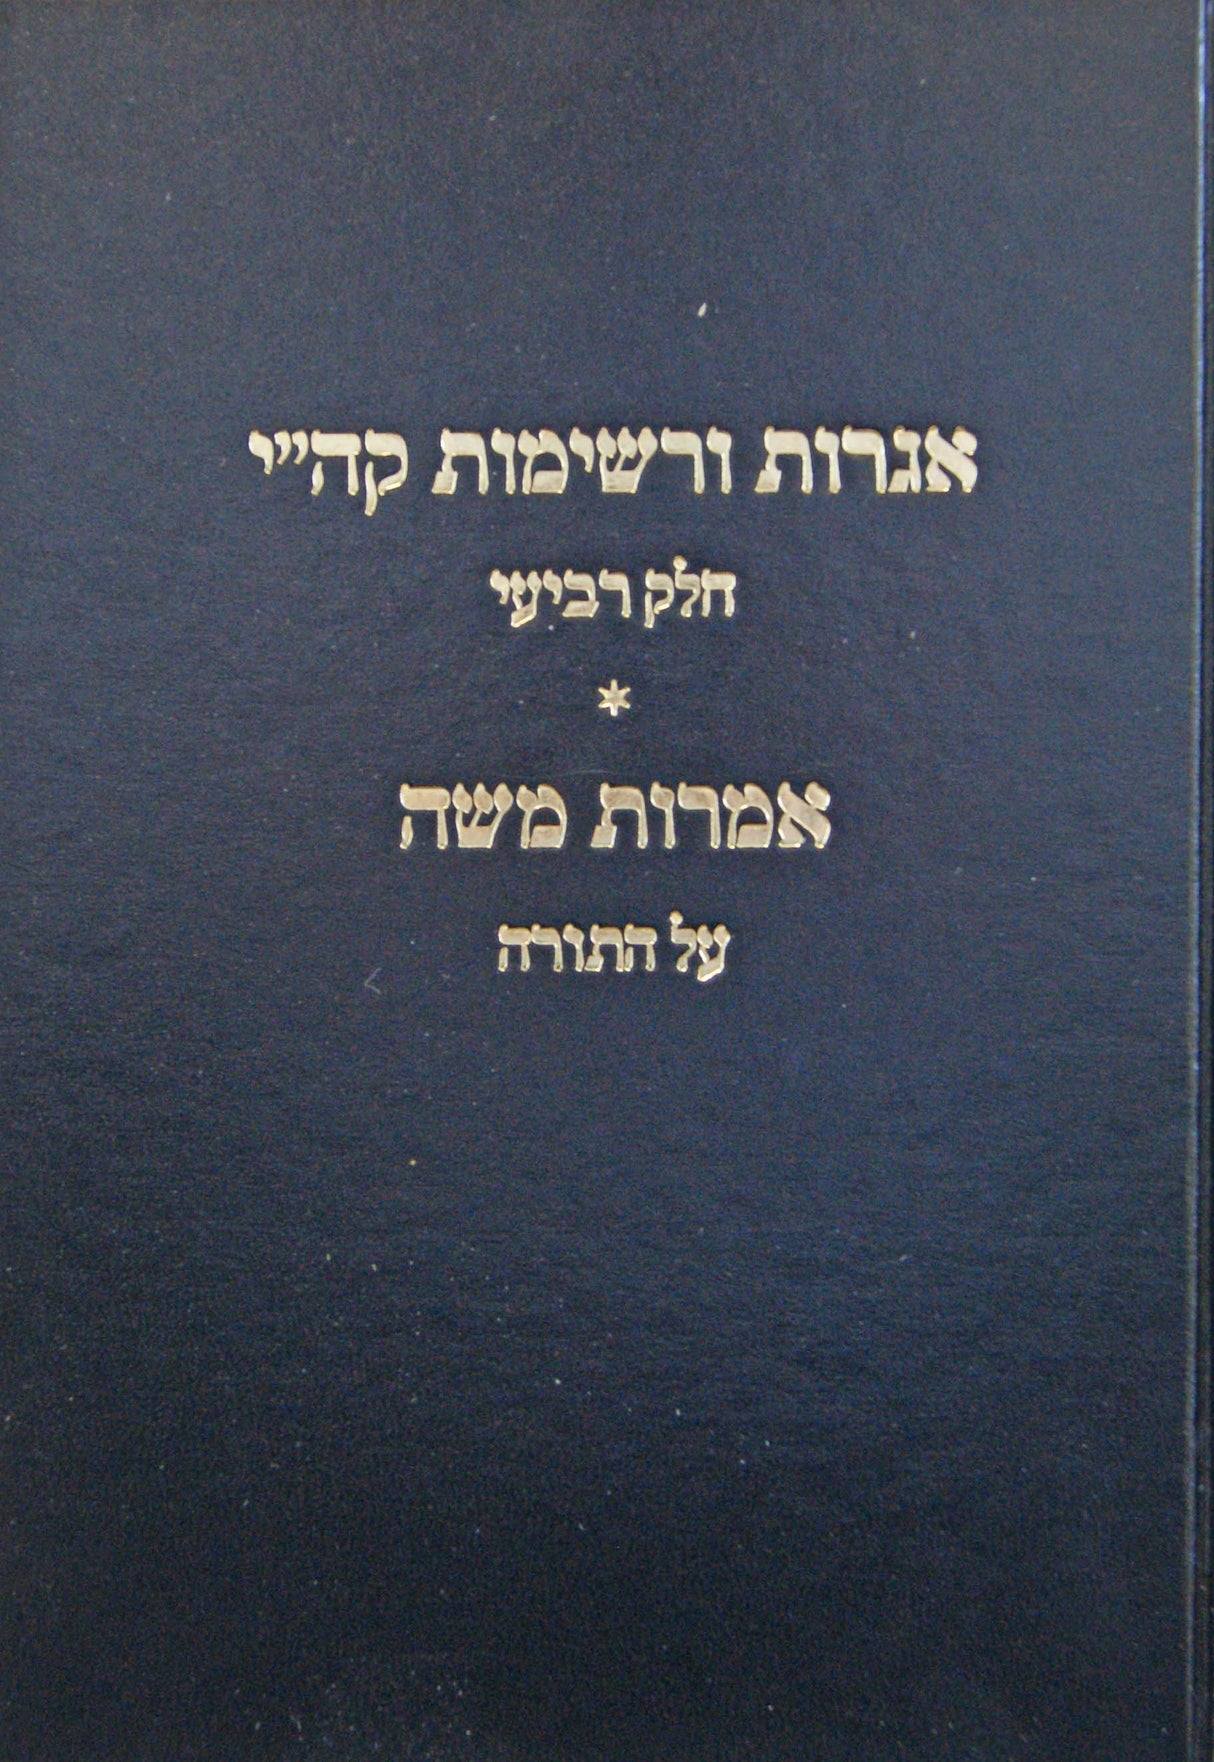 אגרות ורשימות קה״י
חלק רביעי
*
אמרות משה
על התורה